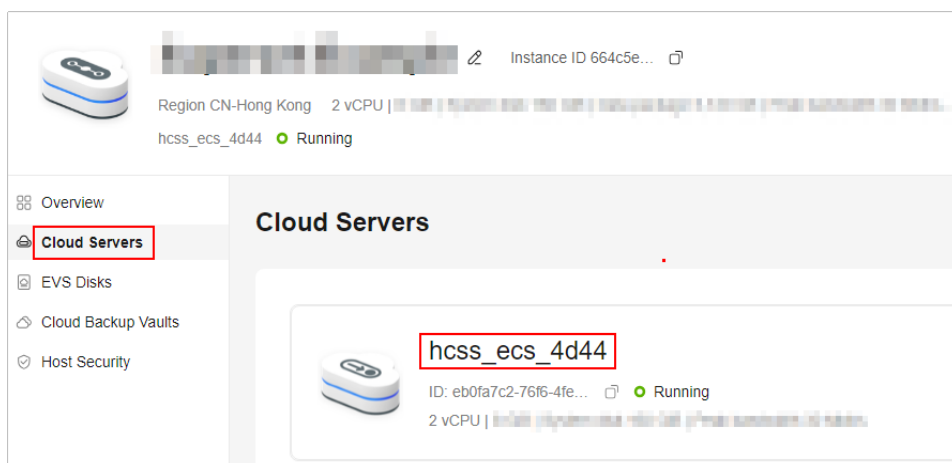 Instance ID 664c5e...
Region CN-Hong Kong 2 vCPU |
hcss_ecs_4d44 Running
Overview
Cloud Servers
EVS Disks
Cloud Backup Vaults
Host Security
Cloud Servers
hcss_ecs_4d44
ID: eb0fa7c2-76f6-4fe... Running
2 vCPU |